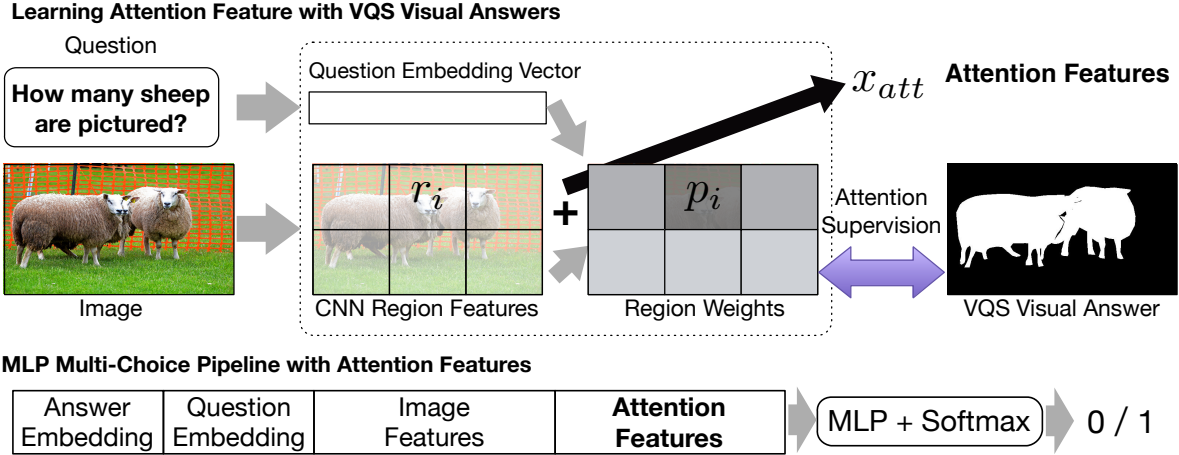 Learning Attention Feature with VQS Visual Answers
Question
How many sheep
are pictured?
Question Embedding Vector
x_att
Attention Features
r_i
+
p_i
Attention
Supervision
Image
CNN Region Features
Region Weights
VQS Visual Answer
MLP Multi-Choice Pipeline with Attention Features
Answer
Embedding
Question
Embedding
Image
Features
Attention
Features
MLP + Softmax
0 / 1